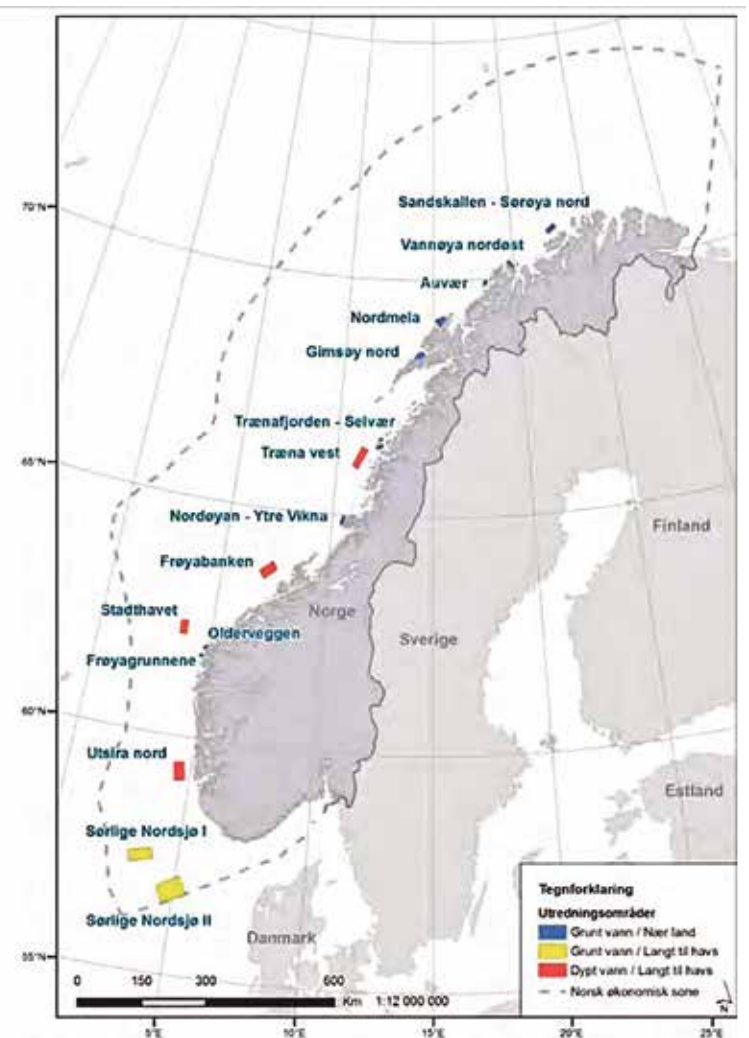 70°N
Sandskallen - Sørøya nord
Vannøya nordøst
Auvær
Nordmela
Gimsøy nord
Trænafjorden - Selvær
Træna vest
65°N
Nordøyan - Ytre Vikna
Finland
Frøyabanken
Stadthavet
Norge
Olderveggen
Sverige
Frøyagrunnene
60°N
Utsira nord
Estland
Sørlige Nordsjø I
Sørlige Nordsjø II
Danmark
55°N
Tegnforklaring
Utredningsområder
Grunt vann / Nær land
Grunt vann / Langt til havs
Dypt vann / Langt til havs
Norsk økonomisk sone
0 150 300 600
Km 1:12 000 000
5°E 10°E 15°E 20°E 25°E